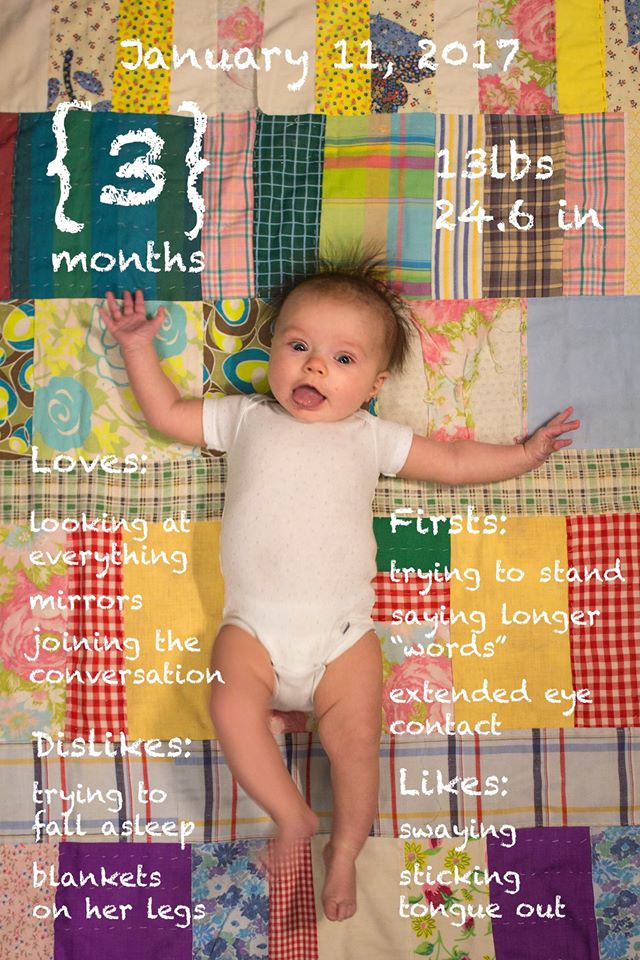 January 11, 2017
{3}
months
13lbs
24.6 in
Loves:
looking at
everything
mirrors
joining the
conversation
Dislikes:
trying to
fall asleep
blankets
on her legs
Firsts:
trying to stand
saying longer
"words"
extended eye
contact
Likes:
swaying
sticking
tongue out